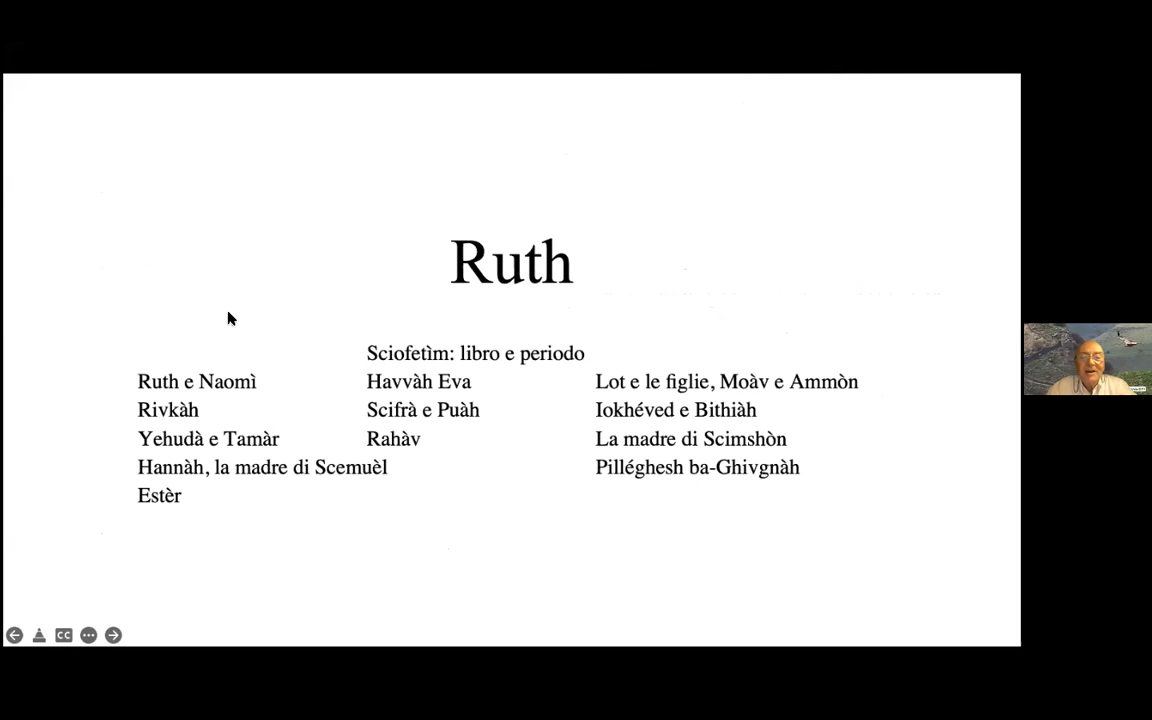 Ruth
Sciofetìm: libro e periodo
Ruth e Naomì Havvàh Eva Lot e le figlie, Moàv e Ammòn
Rivkàh Scifrà e Puàh Iokhéved e Bithiàh
Yehudà e Tamàr Rahàv La madre di Scimshòn
Hannàh, la madre di Scemuèl Pilléghesh ba-Ghivgnàh
Estèr
CC